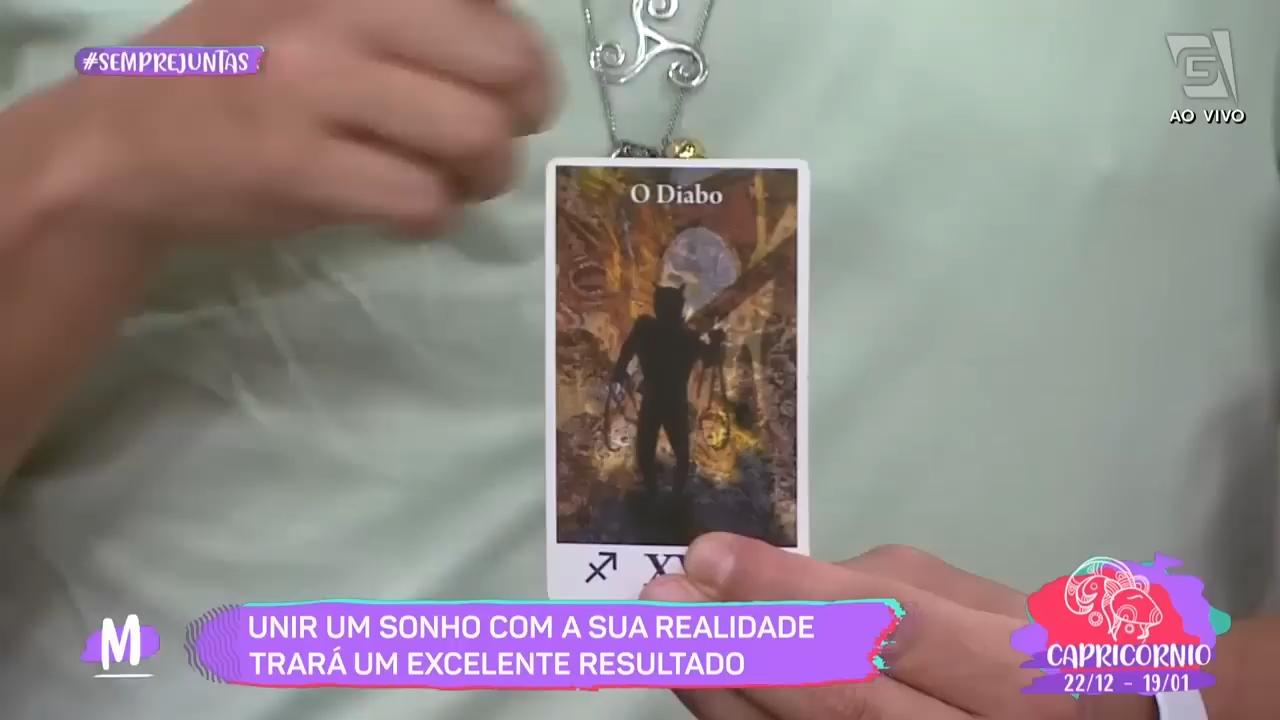 #SEMPREJUNTAS
G
AO VIVO
O Diabo
M
UNIR UM SONHO COM A SUA REALIDADE
TRARÁ UM EXCELENTE RESULTADO
CAPRICÓRNIO
22/12 - 19/01